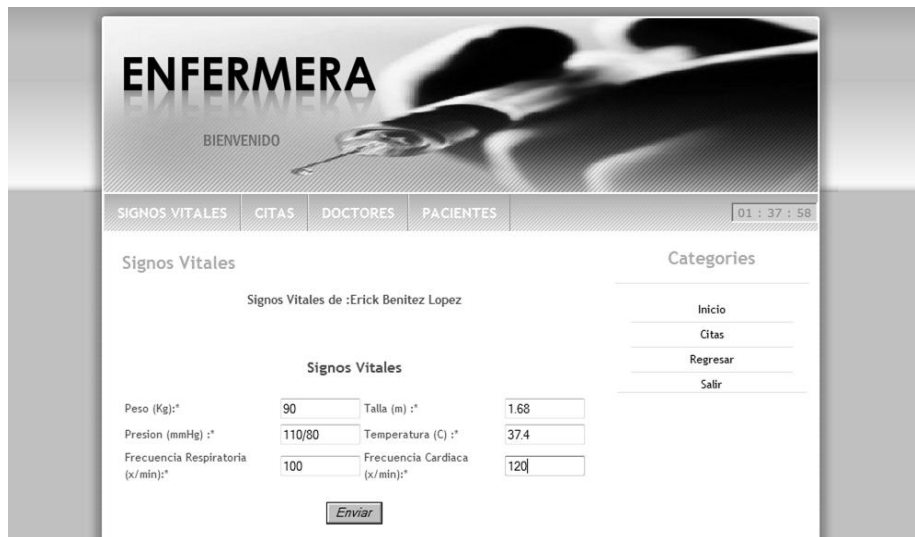 ENFERMERA
BIENVENIDO
SIGNOS VITALES CITAS DOCTORES PACIENTES 01 : 37 : 58
Signos Vitales
Categories
Signos Vitales de :Erick Benitez Lopez
Inicio
Citas
Regresar
Salir
Signos Vitales
Peso (Kg):* 90 Talla (m) :* 1.68
Presion (mmHg) :* 110/80 Temperatura (C) :* 37.4
Frecuencia Respiratoria (x/min):* 100 Frecuencia Cardiaca (x/min):* 120
Enviar